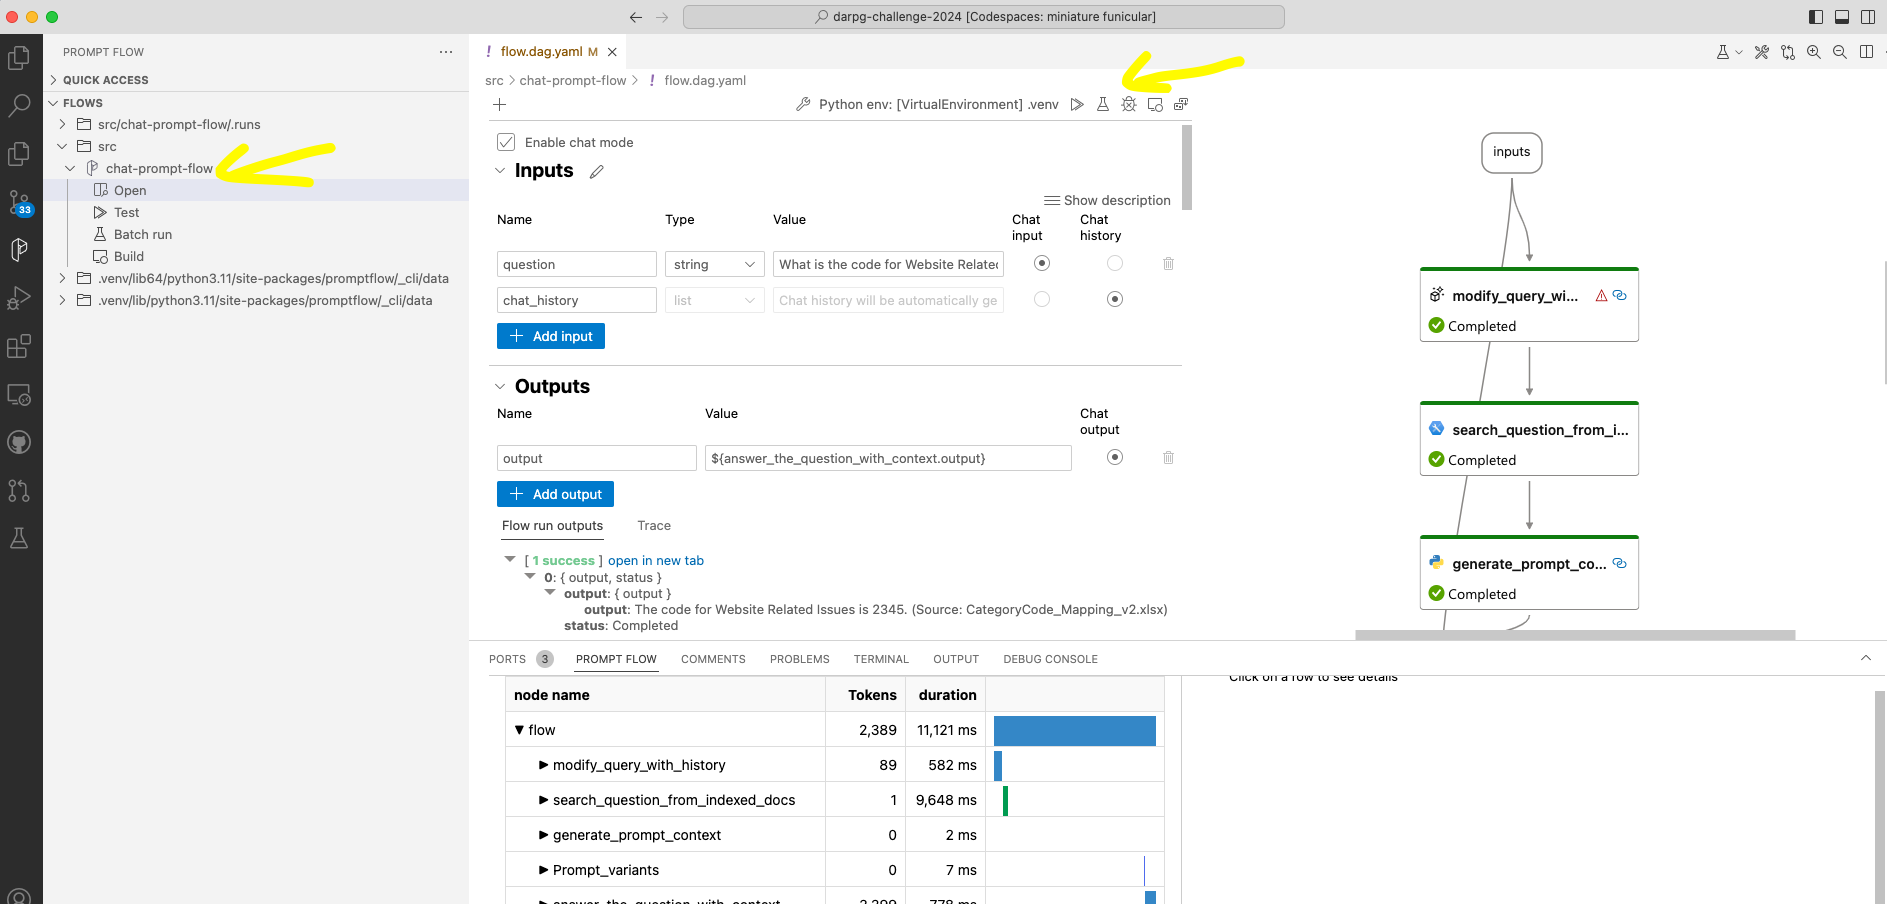 darpg-challenge-2024 [Codespaces: miniature funicular]
PROMPT FLOW
QUICK ACCESS
FLOWS
src/chat-prompt-flow/.runs
src
chat-prompt-flow
Open
Test
Batch run
Build
.venv/lib64/python3.11/site-packages/promptflow/_cli/data
.venv/lib/python3.11/site-packages/promptflow/_cli/data
33
! flow.dag.yaml M
src > chat-prompt-flow > ! flow.dag.yaml
Python env: [VirtualEnvironment] .venv
Enable chat mode
Inputs
Show description
Name Type Value Chat input Chat history
question string What is the code for Website Related
chat_history list Chat history will be automatically ge
Add input
Outputs
Name Value Chat output
output ${answer_the_question_with_context.output}
Add output
Flow run outputs Trace
[ 1 success ] open in new tab
0: { output, status }
output: { output }
output: The code for Website Related Issues is 2345. (Source: CategoryCode_Mapping_v2.xlsx)
status: Completed
inputs
modify_query_wi...
Completed
search_question_from_i...
Completed
generate_prompt_co...
Completed
PORTS 3 PROMPT FLOW COMMENTS PROBLEMS TERMINAL OUTPUT DEBUG CONSOLE
node name Tokens duration
flow 2,389 11,121 ms
modify_query_with_history 89 582 ms
search_question_from_indexed_docs 1 9,648 ms
generate_prompt_context 0 2 ms
Prompt_variants 0 7 ms
answer_the_question_with_context 778 ms
Click on a row to see details